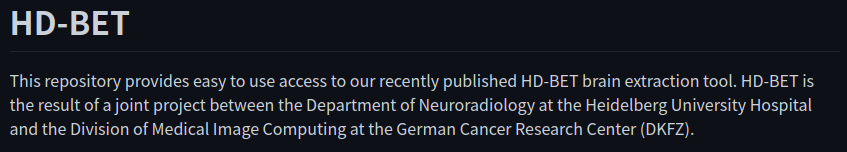 HD-BET
This repository provides easy to use access to our recently published HD-BET brain extraction tool. HD-BET is
the result of a joint project between the Department of Neuroradiology at the Heidelberg University Hospital
and the Division of Medical Image Computing at the German Cancer Research Center (DKFZ).